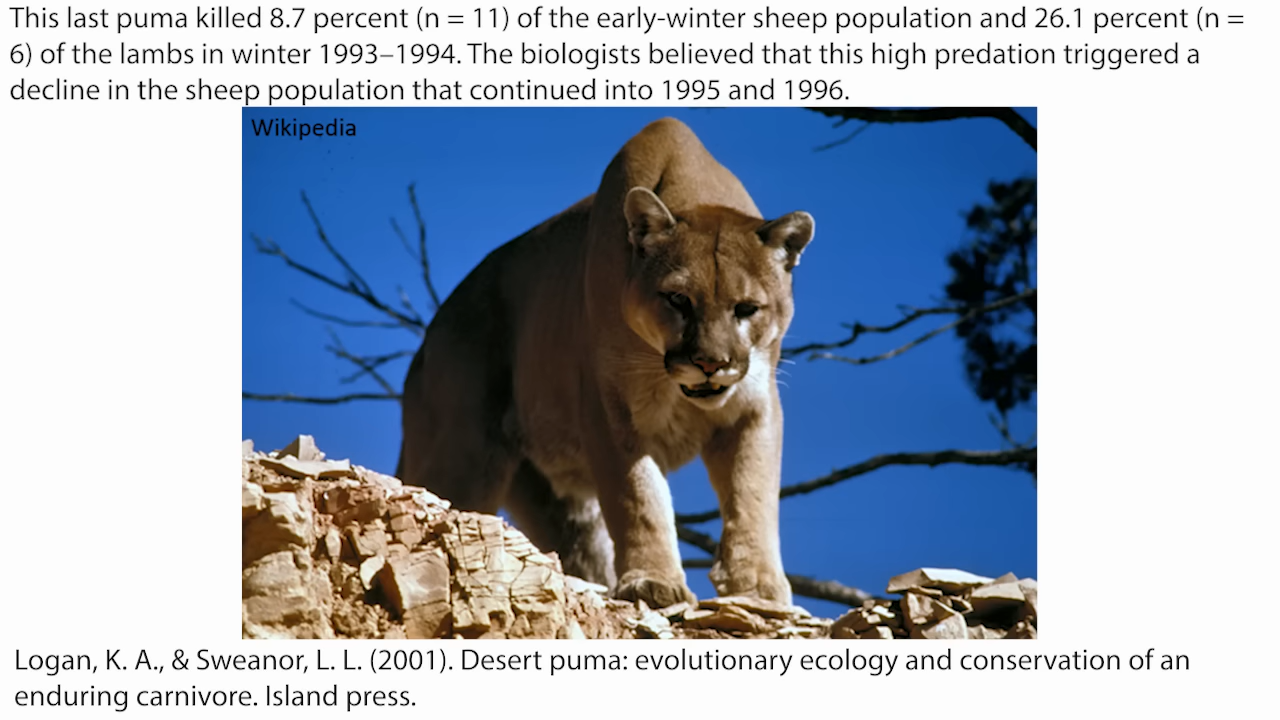 This last puma killed 8.7 percent (n = 11) of the early-winter sheep population and 26.1 percent (n =
6) of the lambs in winter 1993–1994. The biologists believed that this high predation triggered a
decline in the sheep population that continued into 1995 and 1996.
Wikipedia
Logan, K. A., & Sweanor, L. L. (2001). Desert puma: evolutionary ecology and conservation of an
enduring carnivore. Island press.